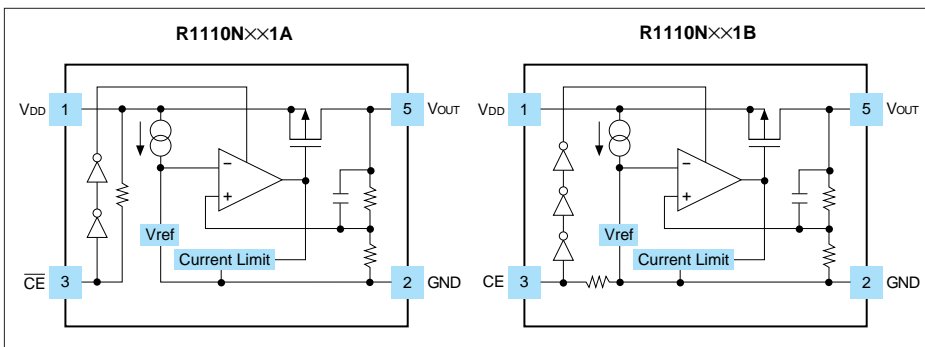 R1110N××1A
VDD 1
5 VOUT
−
+
Vref
Current Limit
C̅E̅ 3
2 GND
R1110N××1B
VDD 1
5 VOUT
−
+
Vref
Current Limit
CE 3
2 GND